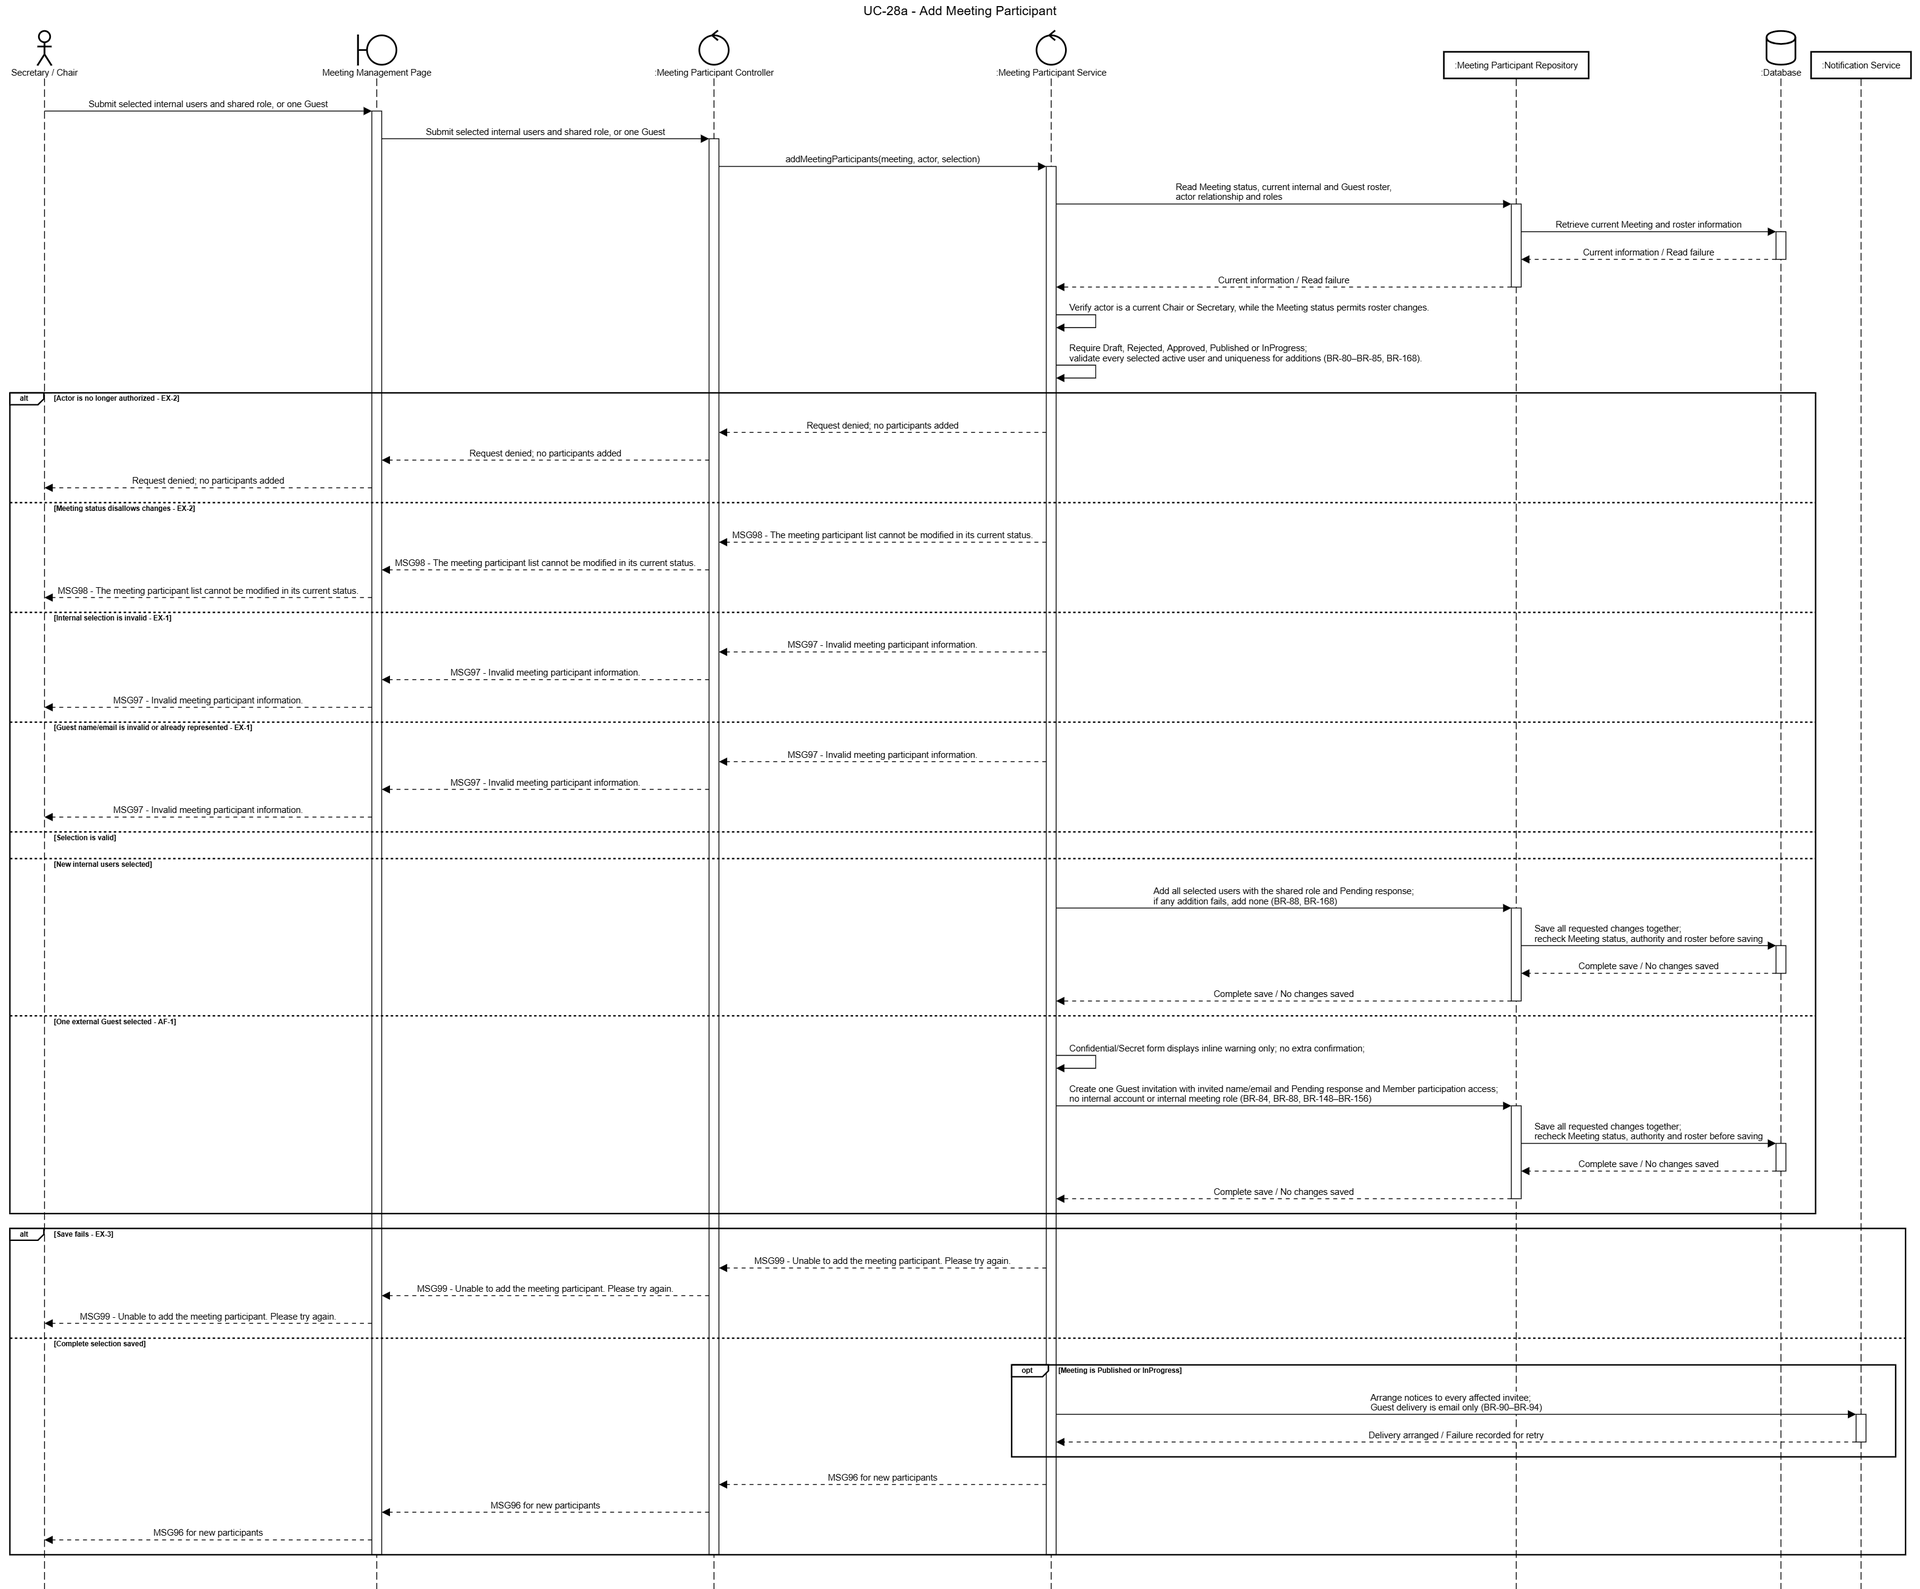 UC-28a - Add Meeting Participant
Secretary / Chair
Meeting Management Page
:Meeting Participant Controller
:Meeting Participant Service
:Meeting Participant Repository
:Database
:Notification Service
Submit selected internal users and shared role, or one Guest
Submit selected internal users and shared role, or one Guest
addMeetingParticipants(meeting, actor, selection)
Read Meeting status, current internal and Guest roster,
actor relationship and roles
Retrieve current Meeting and roster information
Current information / Read failure
Current information / Read failure
Verify actor is a current Chair or Secretary, while the Meeting status permits roster changes.
Require Draft, Rejected, Approved, Published or InProgress;
validate every selected active user and uniqueness for additions (BR-80–BR-85, BR-168).
alt
[Actor is no longer authorized - EX-2]
Request denied; no participants added
Request denied; no participants added
Request denied; no participants added
[Meeting status disallows changes - EX-2]
MSG98 - The meeting participant list cannot be modified in its current status.
MSG98 - The meeting participant list cannot be modified in its current status.
MSG98 - The meeting participant list cannot be modified in its current status.
[Internal selection is invalid - EX-1]
MSG97 - Invalid meeting participant information.
MSG97 - Invalid meeting participant information.
MSG97 - Invalid meeting participant information.
[Guest name/email is invalid or already represented - EX-1]
MSG97 - Invalid meeting participant information.
MSG97 - Invalid meeting participant information.
MSG97 - Invalid meeting participant information.
[Selection is valid]
[New internal users selected]
Add all selected users with the shared role and Pending response;
if any addition fails, add none (BR-88, BR-168)
Save all requested changes together;
recheck Meeting status, authority and roster before saving
Complete save / No changes saved
Complete save / No changes saved
[One external Guest selected - AF-1]
Confidential/Secret form displays inline warning only; no extra confirmation;
Create one Guest invitation with invited name/email and Pending response and Member participation access;
no internal account or internal meeting role (BR-84, BR-88, BR-148–BR-156)
Save all requested changes together;
recheck Meeting status, authority and roster before saving
Complete save / No changes saved
Complete save / No changes saved
alt
[Save fails - EX-3]
MSG99 - Unable to add the meeting participant. Please try again.
MSG99 - Unable to add the meeting participant. Please try again.
MSG99 - Unable to add the meeting participant. Please try again.
[Complete selection saved]
opt
[Meeting is Published or InProgress]
Arrange notices to every affected invitee;
Guest delivery is email only (BR-90–BR-94)
Delivery arranged / Failure recorded for retry
MSG96 for new participants
MSG96 for new participants
MSG96 for new participants